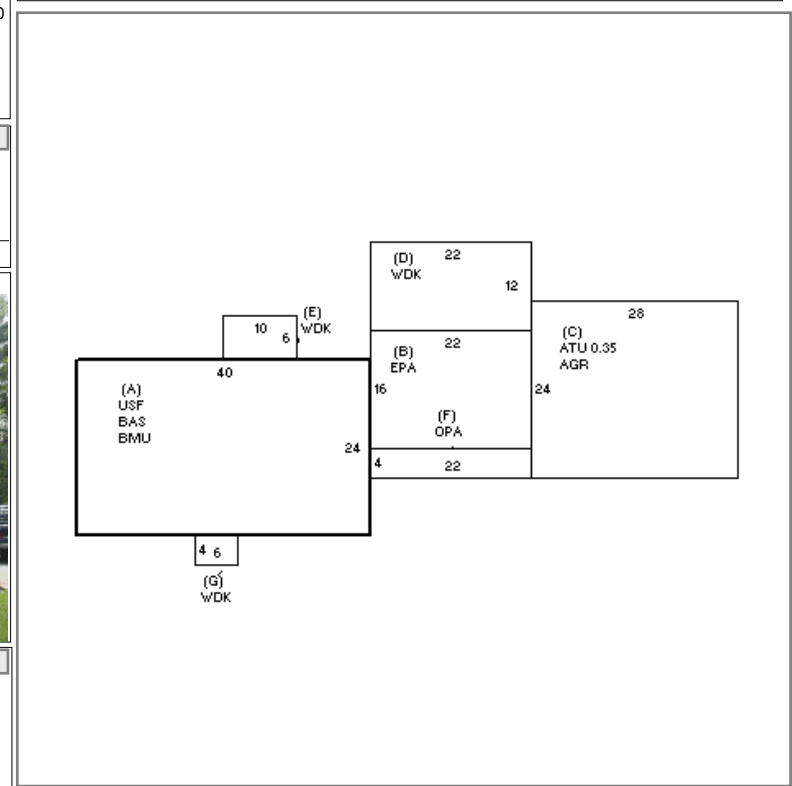 (D)
WDK
22
12
(E)
WDK
10
6
28
(C)
ATU 0.35
AGR
24
22
(B)
EPA
16
(F)
OPA
4
22
40
(A)
USF
BAS
BMU
24
4 6
(G)
WDK